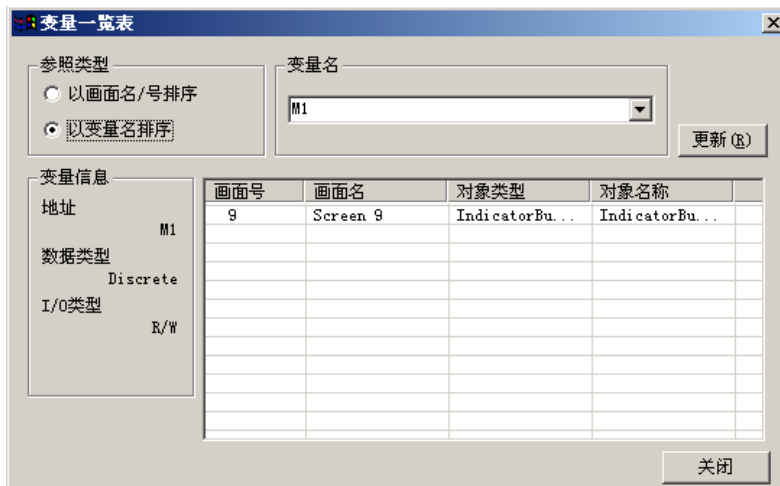 变量一览表
参照类型
以画面名/号排序
以变量名排序
变量名
M1
更新(R)
变量信息
地址
M1
数据类型
Discrete
I/O类型
R/W
画面号 画面名 对象类型 对象名称
9 Screen 9 IndicatorBu... IndicatorBu...
关闭